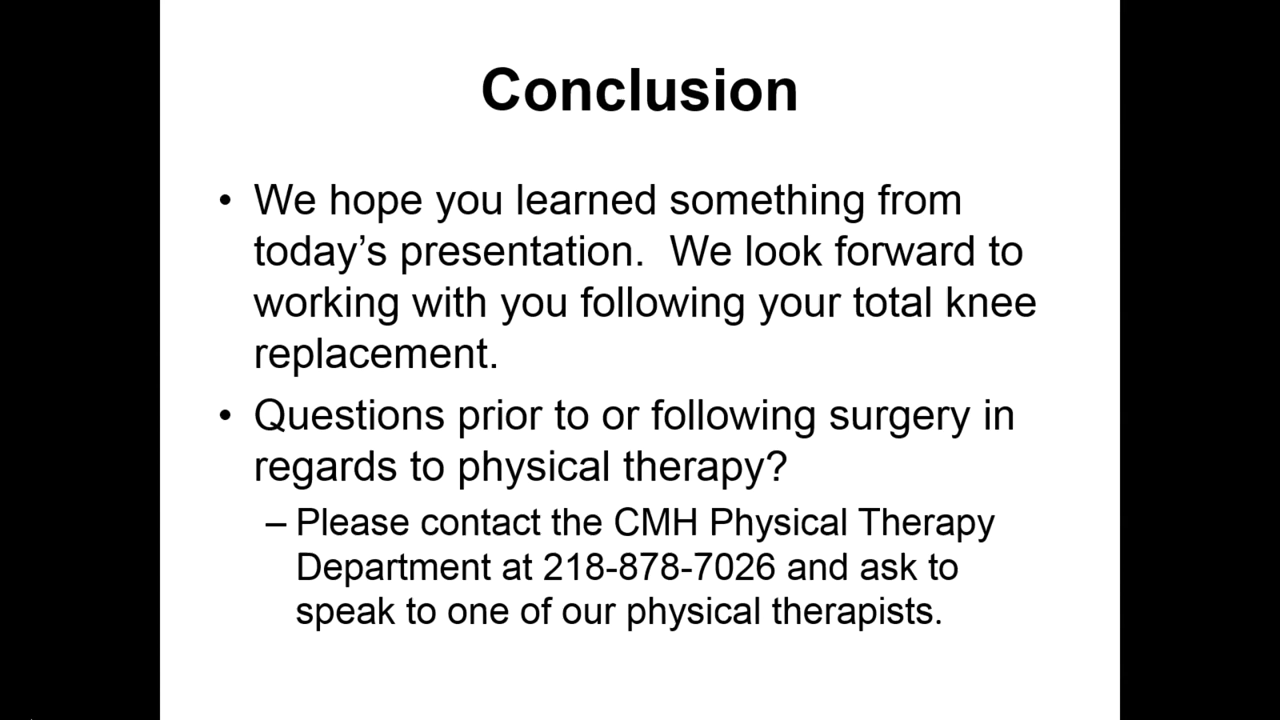 Conclusion
• We hope you learned something from
today’s presentation.  We look forward to
working with you following your total knee
replacement.
• Questions prior to or following surgery in
regards to physical therapy?
– Please contact the CMH Physical Therapy
Department at 218-878-7026 and ask to
speak to one of our physical therapists.